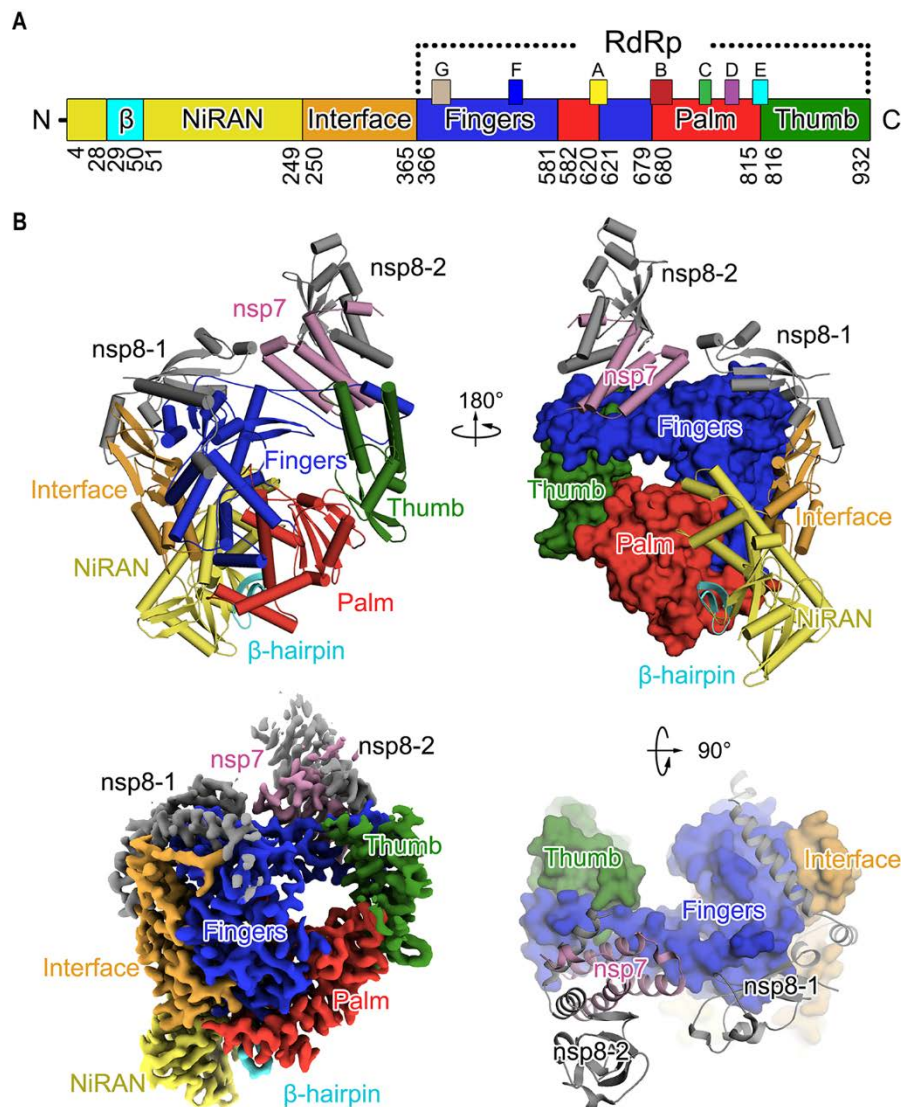 A
RdRp
G F A B C D E
N β NiRAN Interface Fingers Palm Thumb C
4 28 29 50 51 249 250 365 366 581 582 620 621 679 680 815 816 932
B
nsp8-2
nsp7
nsp8-1
Fingers
Interface
Thumb
NiRAN
Palm
β-hairpin
180°
nsp8-2
nsp8-1
nsp7
Fingers
Thumb
Interface
Palm
NiRAN
β-hairpin
nsp7
nsp8-2
nsp8-1
Thumb
Fingers
Interface
Palm
NiRAN
β-hairpin
90°
Thumb
Interface
Fingers
nsp7
nsp8-1
nsp8-2